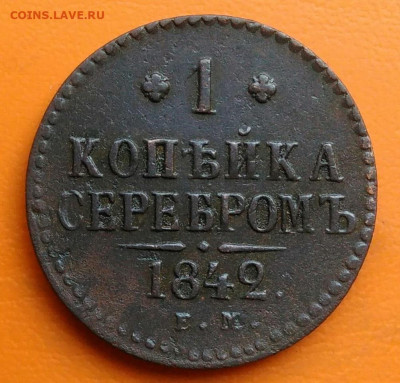 COINS.LAVE.RU
1
КОПѢЙКА
СЕРЕБРОМЪ
1842.
Е. М.